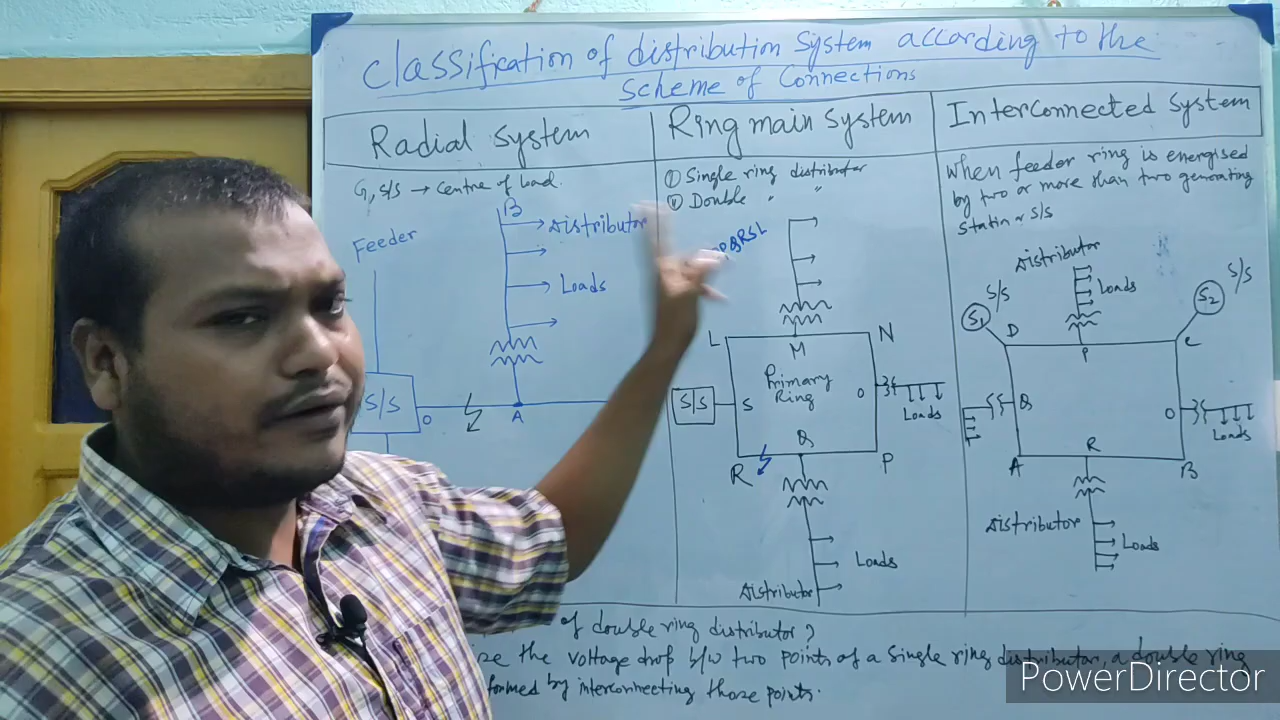 Classification of distribution System according to the
Scheme of Connections
Radial System
Ring main System
Interconnected System
G, S/S → Centre of Load.
Feeder
B
Distributor
Loads
S/S
O
A
① Single ring distributor
② Double "
RSL
L
N
M
Primary
Ring
S/S
S
O
Loads
Q
R
P
Loads
Distributor
When feeder ring is energised
by two or more than two generating
Statin or S/S
Distributor
Loads
S/S
S1
D
S/S
S2
C
P
Q
O
Loads
R
A
B
Distributor
Loads
of double ring distributor?
the voltage drop b/w two points of a Single ring distributor, a double ring
formed by interconnecting those points.
PowerDirector